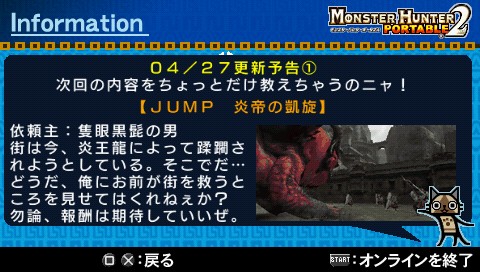 Information
MONSTER HUNTER
PORTABLE 2
０４／２７更新予告①
次回の内容をちょっとだけ教えちゃうのニャ！
【ＪＵＭＰ　炎帝の凱旋】
依頼主：隻眼黒髭の男
街は今、炎王龍によって蹂躙さ
れようとしている。そこでだ…
どうだ、俺にお前が街を救うと
ころを見せてはくれねぇか？
勿論、報酬は期待していいぜ。
:戻る
START:オンラインを終了